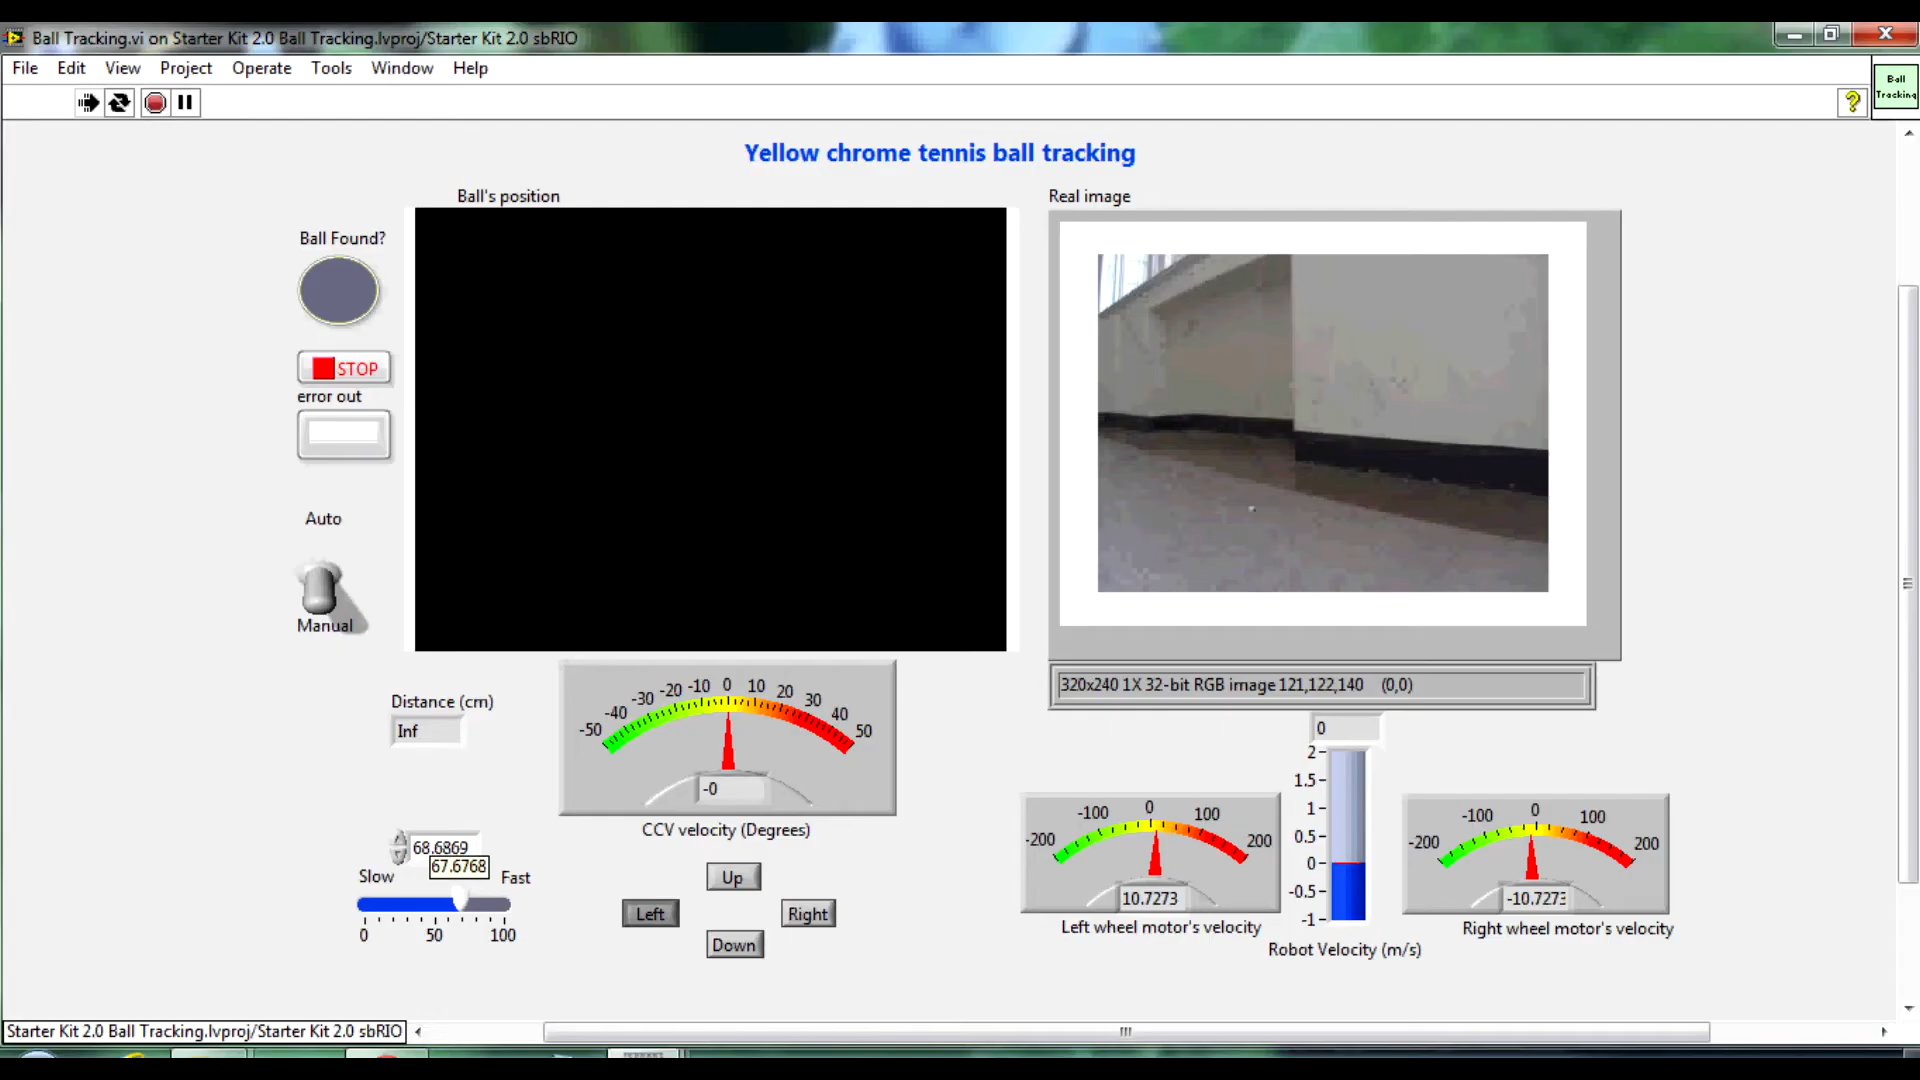 Ball Tracking.vi on Starter Kit 2.0 Ball Tracking.lvproj/Starter Kit 2.0 sbRIO
File Edit View Project Operate Tools Window Help
?
Ball
Tracking
Yellow chrome tennis ball tracking
Ball's position
Real image
Ball Found?
STOP
error out
Auto
Manual
320x240 1X 32-bit RGB image 121,122,140 (0,0)
Distance (cm)
Inf
-50 -40 -30 -20 -10 0 10 20 30 40 50
-0
CCV velocity (Degrees)
68.6869
67.6768
Slow Fast
0 50 100
Up
Left
Right
Down
-200 -100 0 100 200
10.7273
Left wheel motor's velocity
0
2
1.5
1
0.5
0
-0.5
-1
Robot Velocity (m/s)
-200 -100 0 100 200
-10.7273
Right wheel motor's velocity
Starter Kit 2.0 Ball Tracking.lvproj/Starter Kit 2.0 sbRIO